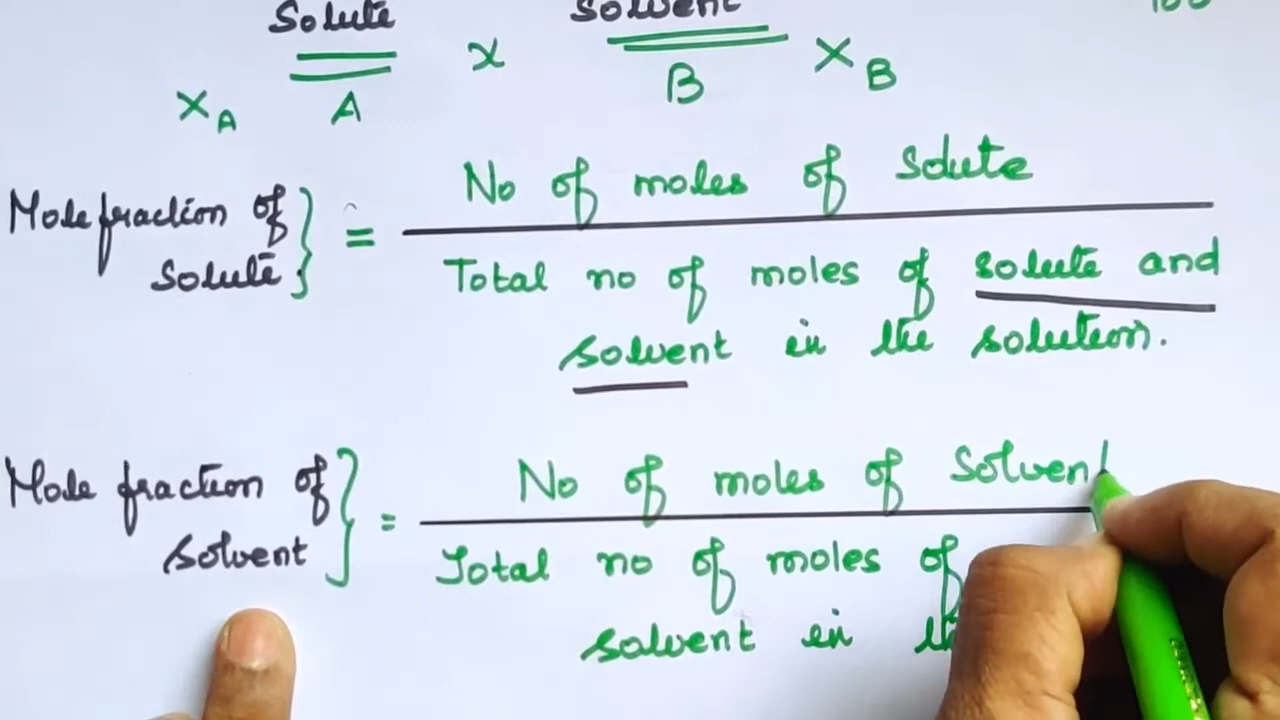 Solute Solvent
x
A B X B
X A
No of moles of Solute
Mole fraction of
Solute } =
Total no of moles of solute and
solvent in the solution.
No of moles of Solvent
Mole fraction of
Solvent } =
Total no of moles of
solvent in